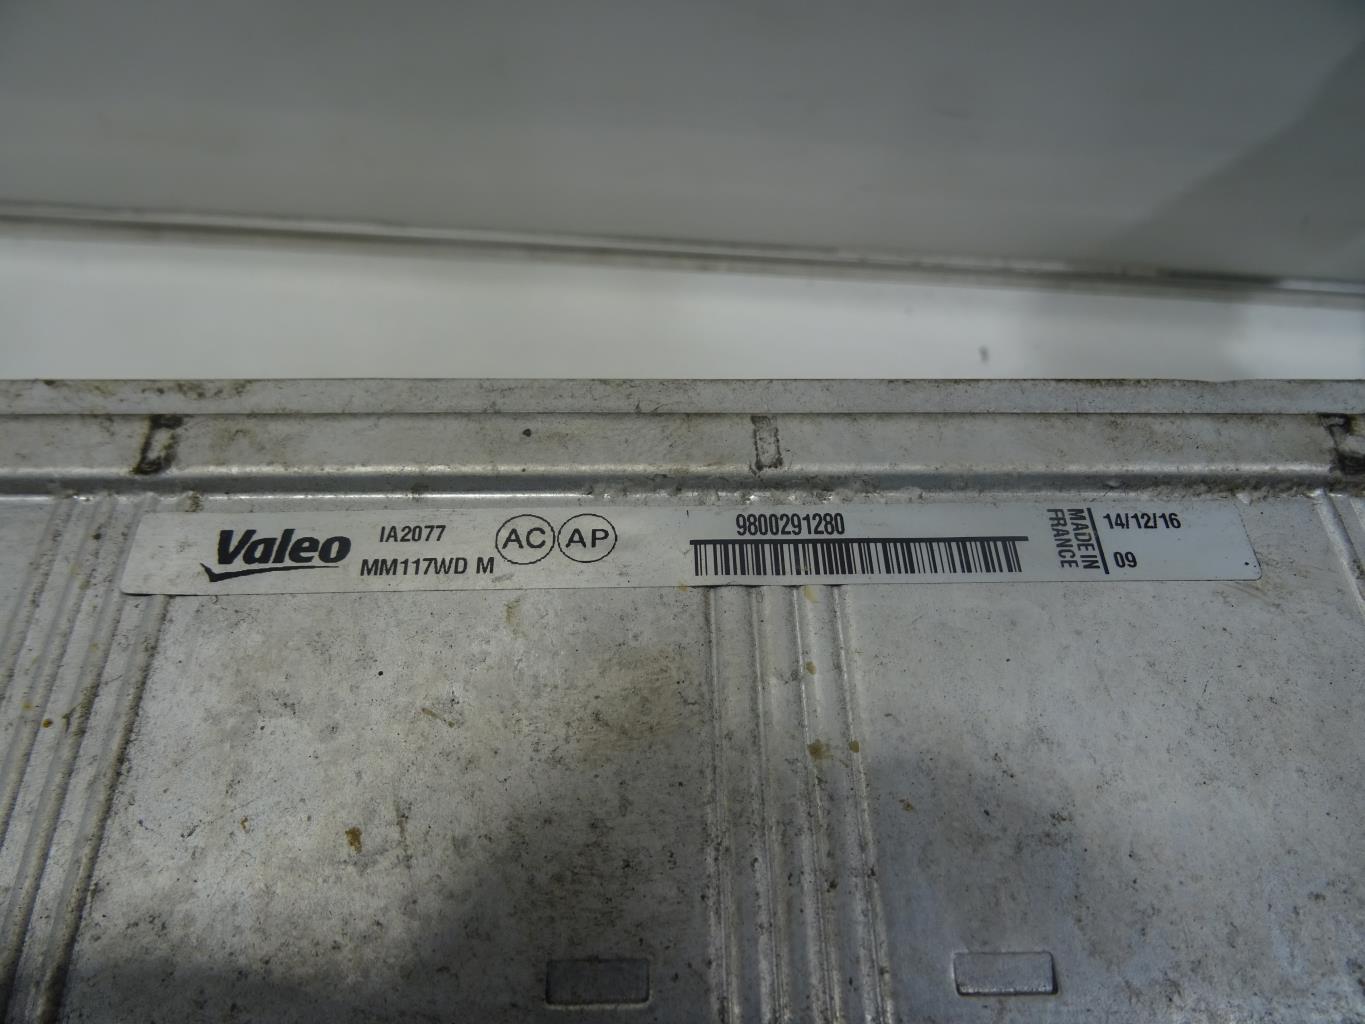 Valeo
IA2077
MM117WD M
AC
AP
9800291280
MADE IN
FRANCE
14/12/16
09